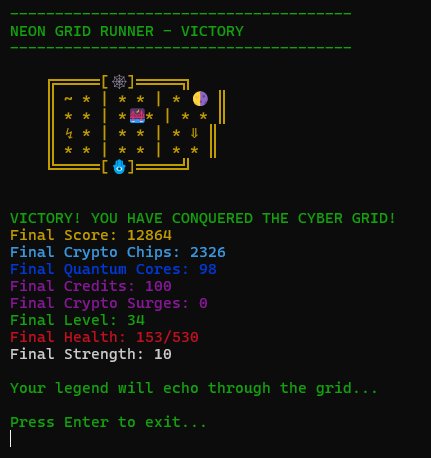 ------------------------------------
NEON GRID RUNNER - VICTORY
------------------------------------
╔═════[🕸]═════╗
║ ~ * | * * | * 🌗 ║
║ * * | *🌆* | * * ║
║ ↯ * | * * | * ⇓ ║
║ * * | * * | * * ║
╚═════[🪬]═════╝
VICTORY! YOU HAVE CONQUERED THE CYBER GRID!
Final Score: 12864
Final Crypto Chips: 2326
Final Quantum Cores: 98
Final Credits: 100
Final Crypto Surges: 0
Final Level: 34
Final Health: 153/530
Final Strength: 10
Your legend will echo through the grid...
Press Enter to exit...